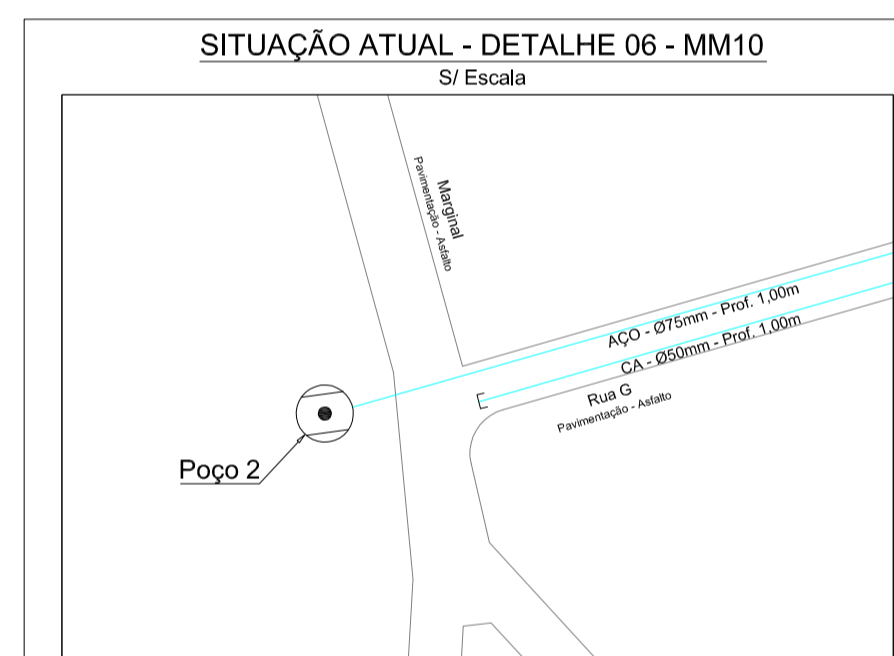 SITUAÇÃO ATUAL - DETALHE 06 - MM10
S/ Escala
Marginal
Pavimentação - Asfalto
AÇO - Ø75mm - Prof. 1,00m
CA - Ø50mm - Prof. 1,00m
Rua G
Pavimentação - Asfalto
Poço 2